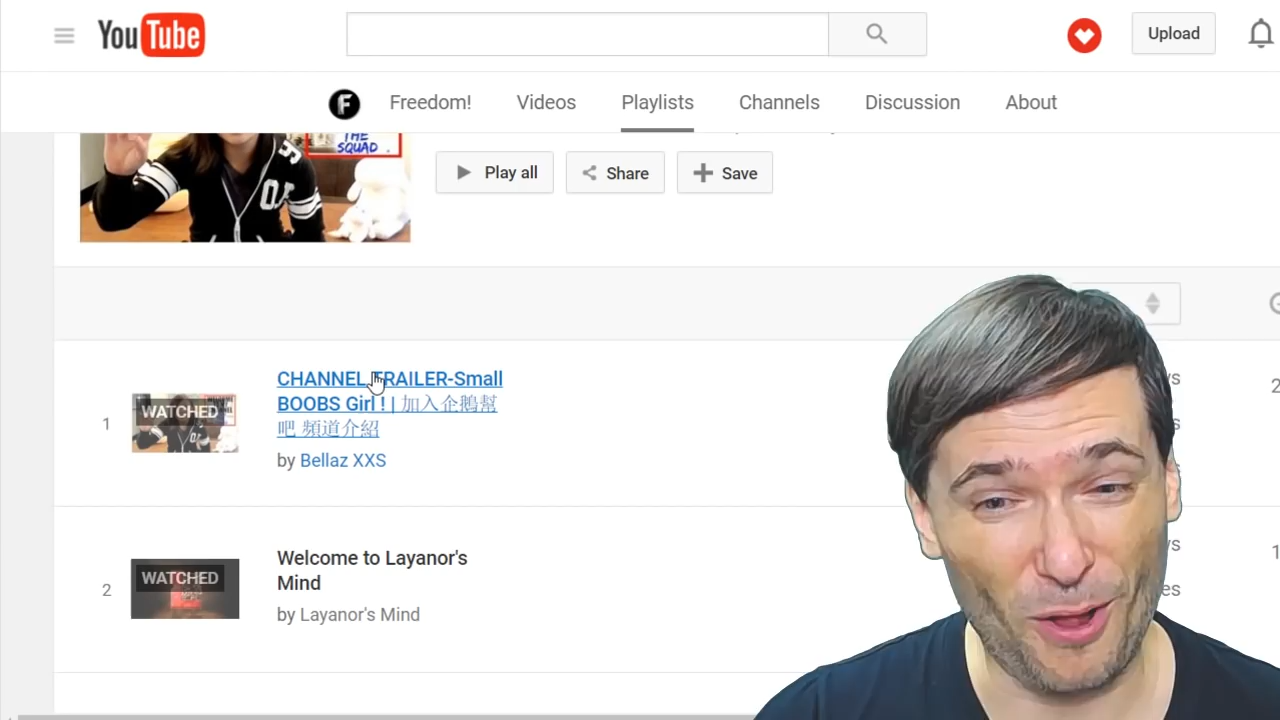 YouTube
Upload
F
Freedom!
Videos
Playlists
Channels
Discussion
About
THE
SQUAD
Play all
Share
Save
1
WATCHED
CHANNEL TRAILER-Small
BOOBS Girl ! | 加入企鵝幫
吧 頻道介紹
by Bellaz XXS
2
WATCHED
Welcome to Layanor's
Mind
by Layanor's Mind